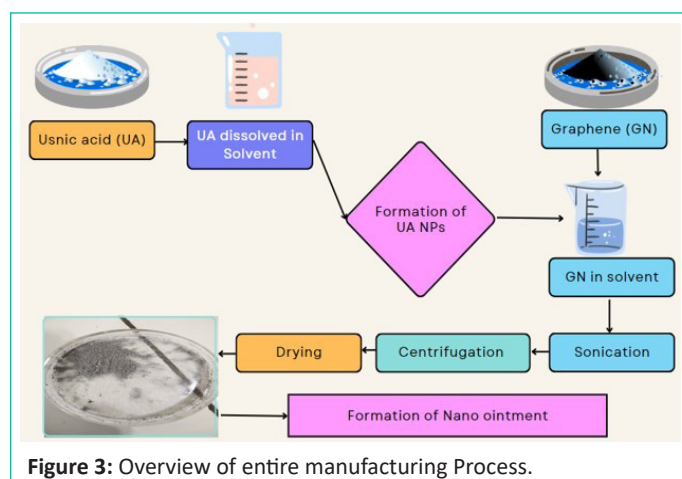 Usnic acid (UA)
UA dissolved in
Solvent
Graphene (GN)
Formation of
UA NPs
GN in solvent
Sonication
Centrifugation
Drying
Formation of Nano ointment
Figure 3: Overview of entire manufacturing Process.